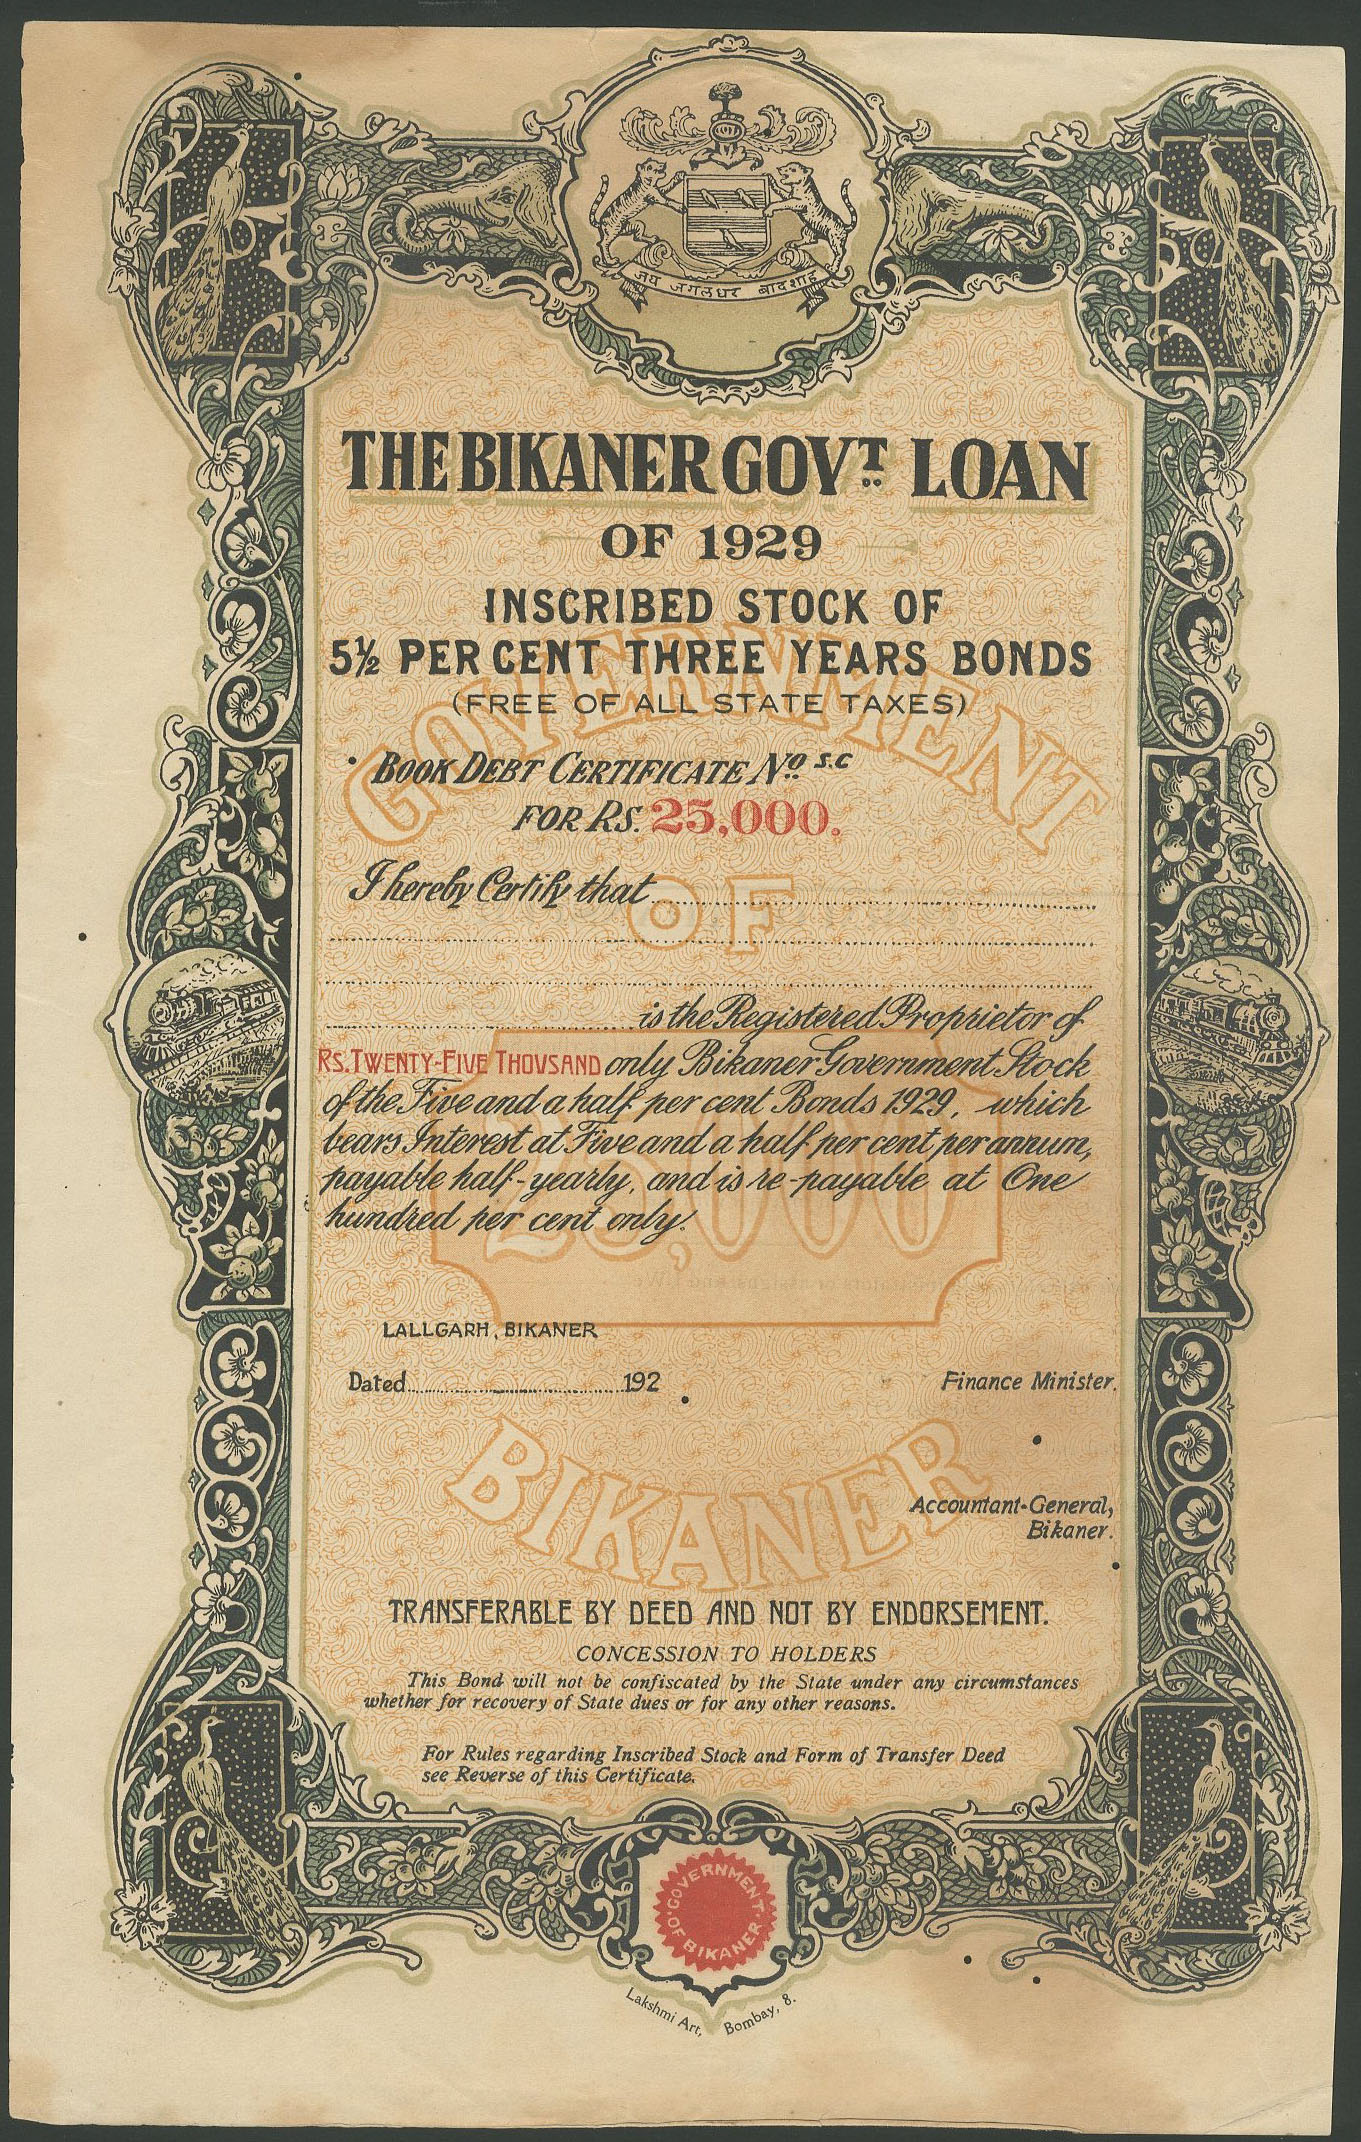 जय जंगलधर बादशाह
THE BIKANER GOVT LOAN
OF 1929
INSCRIBED STOCK OF
5½ PER CENT THREE YEARS BONDS
(FREE OF ALL STATE TAXES)
BOOK DEBT CERTIFICATE No. S.C
FOR RS. 25,000.
I hereby Certify that
is the Registered Proprietor of
RS. TWENTY-FIVE THOVSAND only Bikaner Government Stock
of the Five and a half per cent Bonds 1929, which
bears Interest at Five and a half per cent per annum,
payable half-yearly, and is re-payable at One
hundred per cent only.
GOVERNMENT
OF
25,000
BIKANER
LALLGARH, BIKANER
Dated 192
Finance Minister.
Accountant-General,
Bikaner.
TRANSFERABLE BY DEED AND NOT BY ENDORSEMENT.
CONCESSION TO HOLDERS
This Bond will not be confiscated by the State under any circumstances
whether for recovery of State dues or for any other reasons.
For Rules regarding Inscribed Stock and Form of Transfer Deed
see Reverse of this Certificate.
GOVERNMENT
OF BIKANER
Lakshmi Art, Bombay, 8.